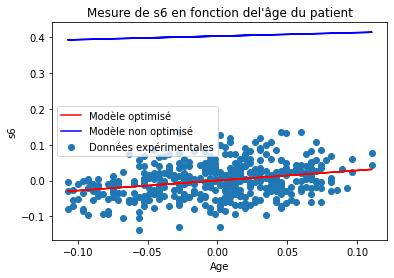 Mesure de s6 en fonction del'âge du patient
0.4
0.3
0.2
0.1
0.0
−0.1
s6
Modèle optimisé
Modèle non optimisé
Données expérimentales
−0.10
−0.05
0.00
0.05
0.10
Age